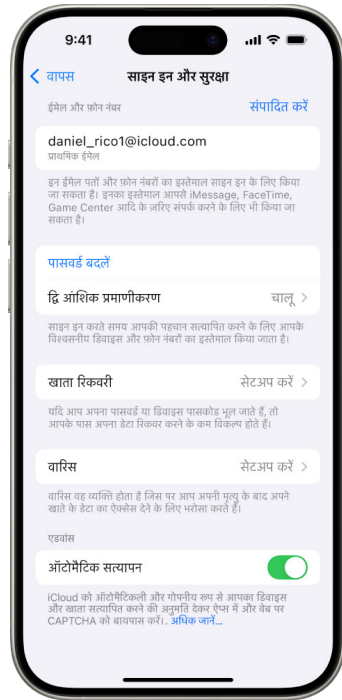 9:41
वापस
साइन इन और सुरक्षा
ईमेल और फ़ोन नंबर
संपादित करें
daniel_rico1@icloud.com
प्राथमिक ईमेल
इन ईमेल पतों और फ़ोन नंबरों का इस्तेमाल साइन इन के लिए किया
जा सकता है। इनका इस्तेमाल आपसे iMessage, FaceTime,
Game Center आदि के ज़रिए संपर्क करने के लिए भी किया जा
सकता है।
पासवर्ड बदलें
द्वि आंशिक प्रमाणीकरण
चालू
साइन इन करते समय आपकी पहचान सत्यापित करने के लिए आपके
विश्वसनीय डिवाइस और फ़ोन नंबरों का इस्तेमाल किया जाता है।
खाता रिकवरी
सेटअप करें
यदि आप अपना पासवर्ड या डिवाइस पासकोड भूल जाते हैं, तो
आपके पास अपना डेटा रिकवर करने के कम विकल्प होते हैं।
वारिस
सेटअप करें
वारिस वह व्यक्ति होता है जिस पर आप अपनी मृत्यु के बाद अपने
खाते के डेटा का ऐक्सेस देने के लिए भरोसा करते हैं।
एडवांस
ऑटोमैटिक सत्यापन
iCloud को ऑटोमैटिकली और गोपनीय रूप से आपका डिवाइस
और खाता सत्यापित करने की अनुमति देकर ऐप्स में और वेब पर
CAPTCHA को बायपास करें।. अधिक जानें...